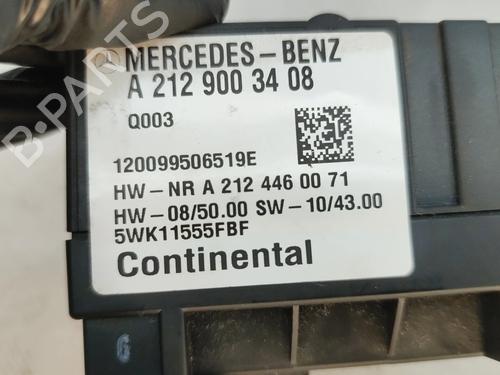 MERCEDES-BENZ
A 212 900 34 08
Q003
120099506519E
HW-NR A 212 446 00 71
HW-08/50.00 SW-10/43.00
5WK11555FBF
Continental
6
B-PARTS